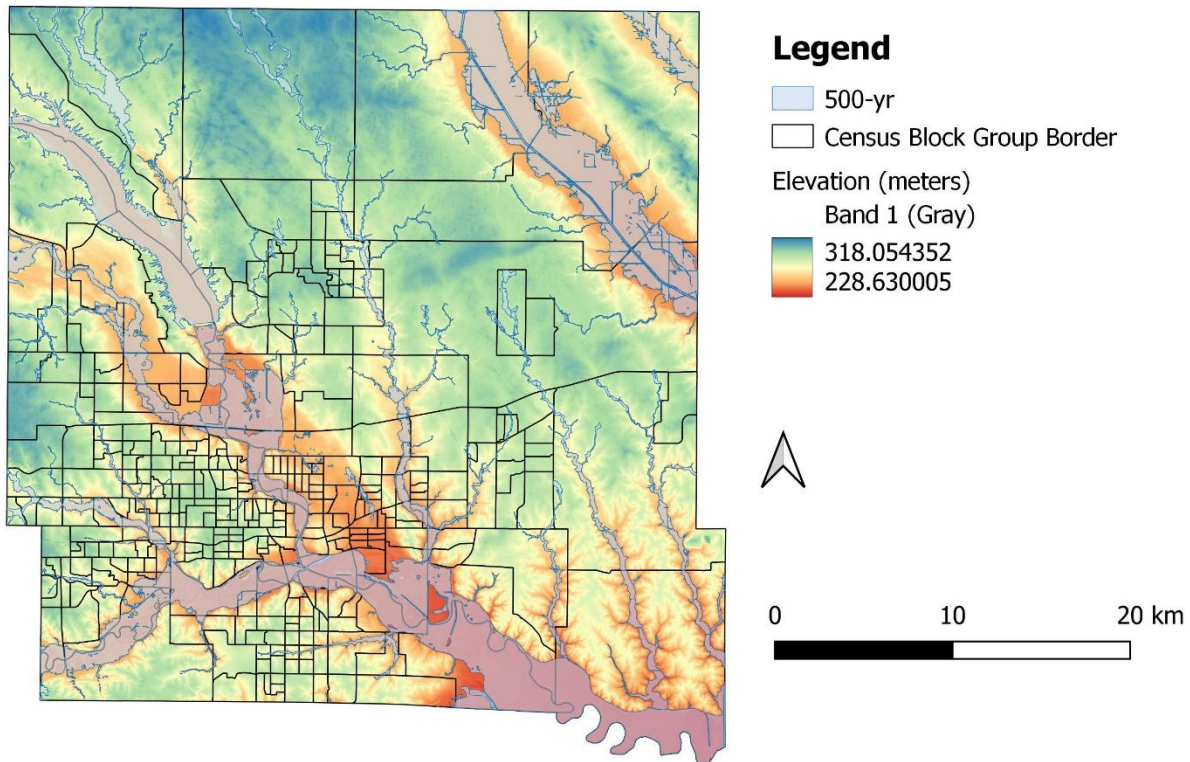 Legend
500-yr
Census Block Group Border
Elevation (meters)
Band 1 (Gray)
318.054352
228.630005
0 10 20 km